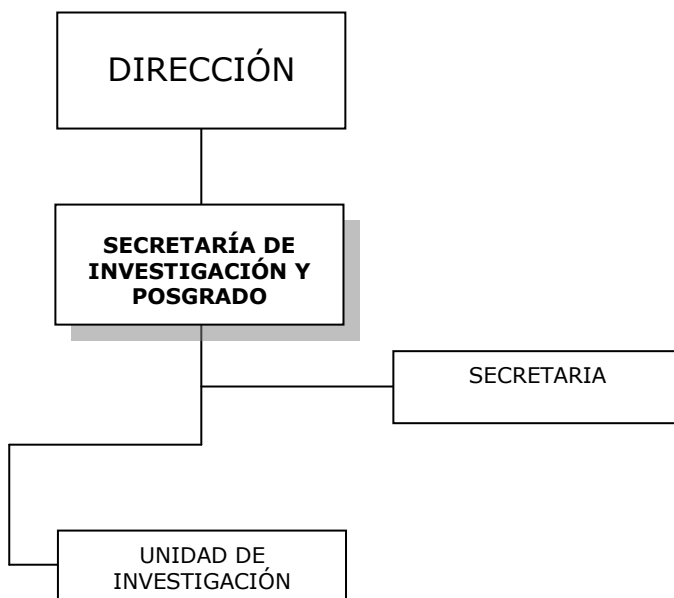 DIRECCIÓN
SECRETARÍA DE
INVESTIGACIÓN Y
POSGRADO
SECRETARIA
UNIDAD DE
INVESTIGACIÓN